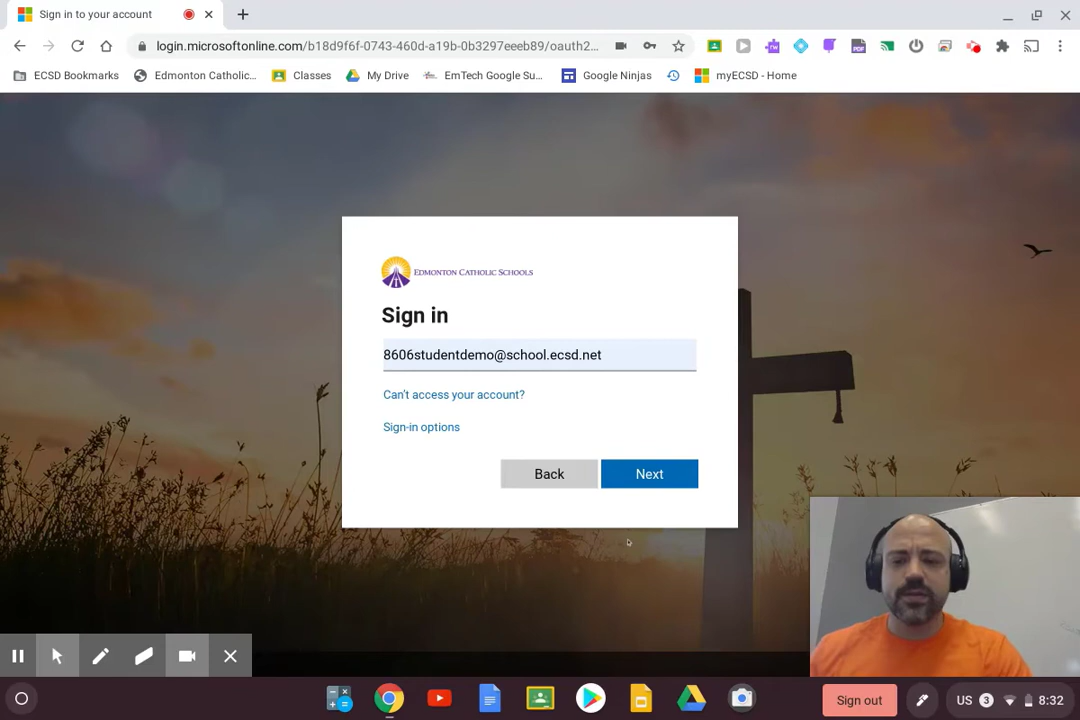 Sign in to your account
login.microsoftonline.com/b18d9f6f-0743-460d-a19b-0b3297eeeb89/oauth2...
ECSD Bookmarks
Edmonton Catholic...
Classes
My Drive
EmTech Google Su...
Google Ninjas
myECSD - Home
EDMONTON CATHOLIC SCHOOLS
Sign in
8606studentdemo@school.ecsd.net
Can't access your account?
Sign-in options
Back
Next
Sign out
US
3
8:32